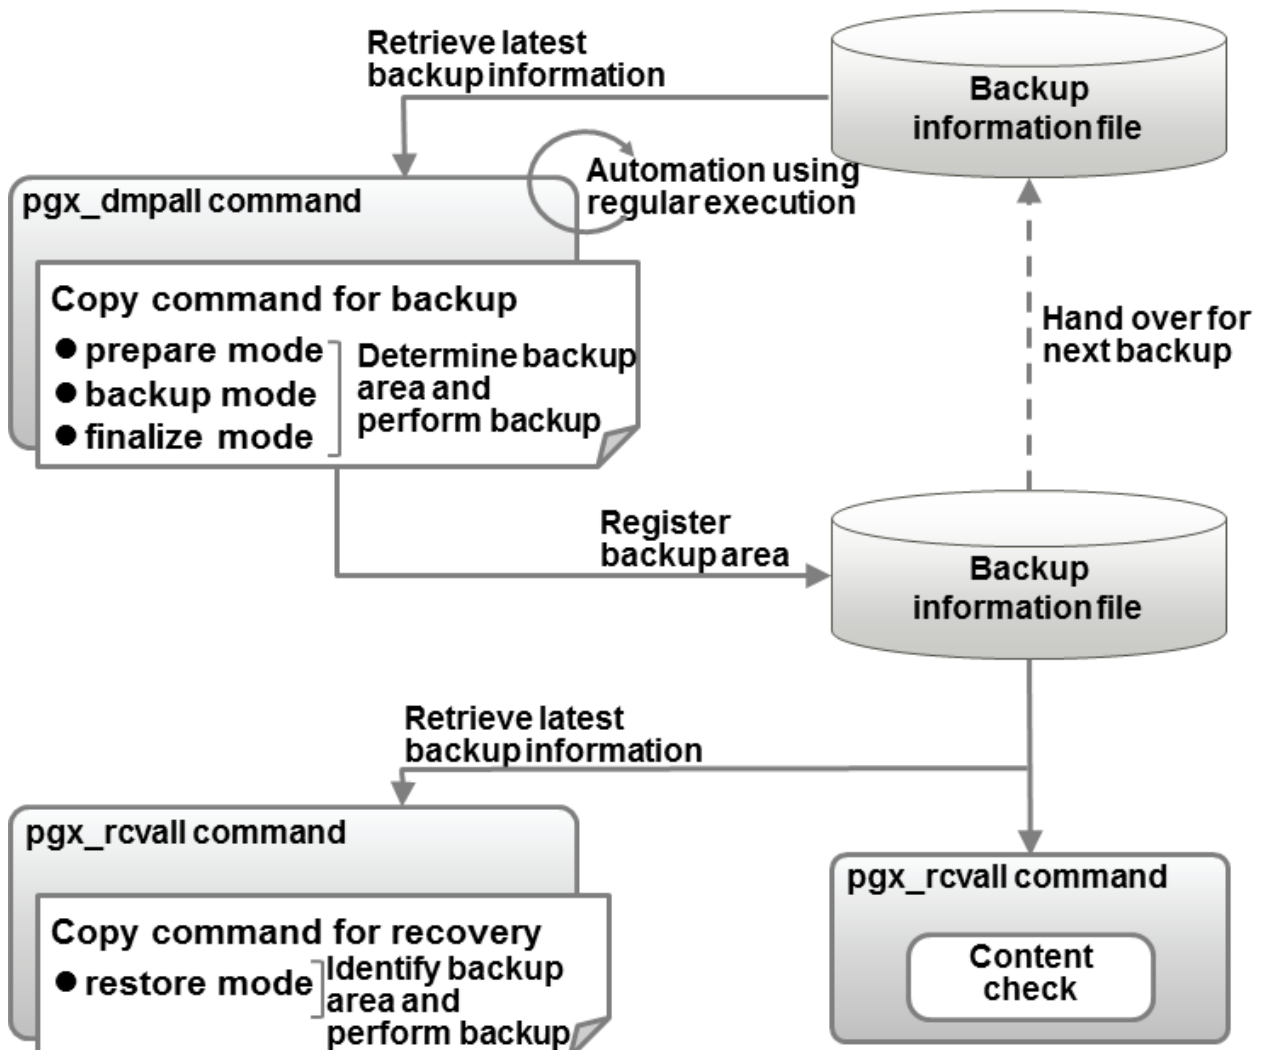 Retrieve latest
backup information
Backup
information file
Automation using
regular execution
pgx_dmpall command
Copy command for backup
● prepare mode
● backup mode
● finalize mode
Determine backup
area and
perform backup
Hand over for
next backup
Register
backup area
Backup
information file
Retrieve latest
backup information
pgx_rcvall command
Copy command for recovery
● restore mode
Identify backup
area and
perform backup
pgx_rcvall command
Content
check